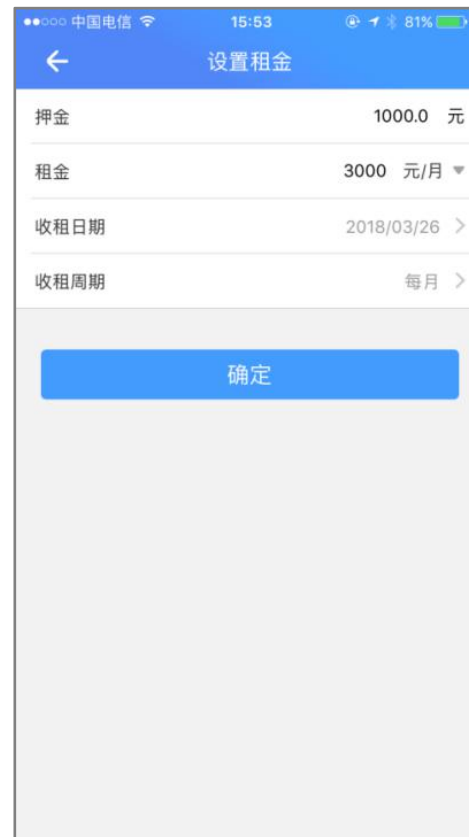 中国电信 15:53 81%
设置租金
押金 1000.0 元
租金 3000 元/月
收租日期 2018/03/26
收租周期 每月
确定